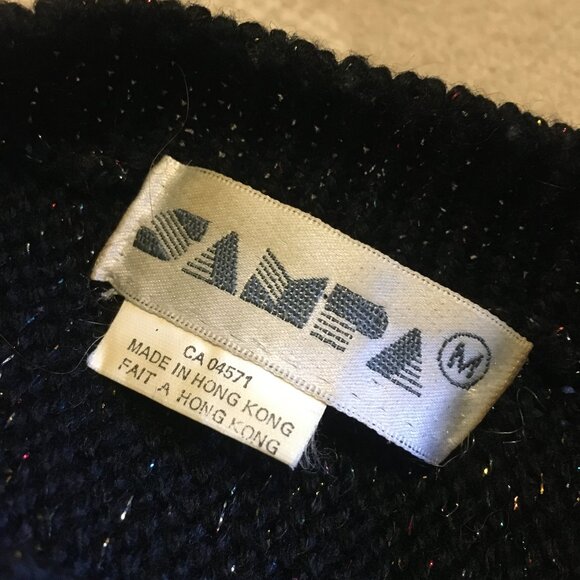 SAMPA M
CA 04571
MADE IN HONG KONG
FAIT A HONG KONG